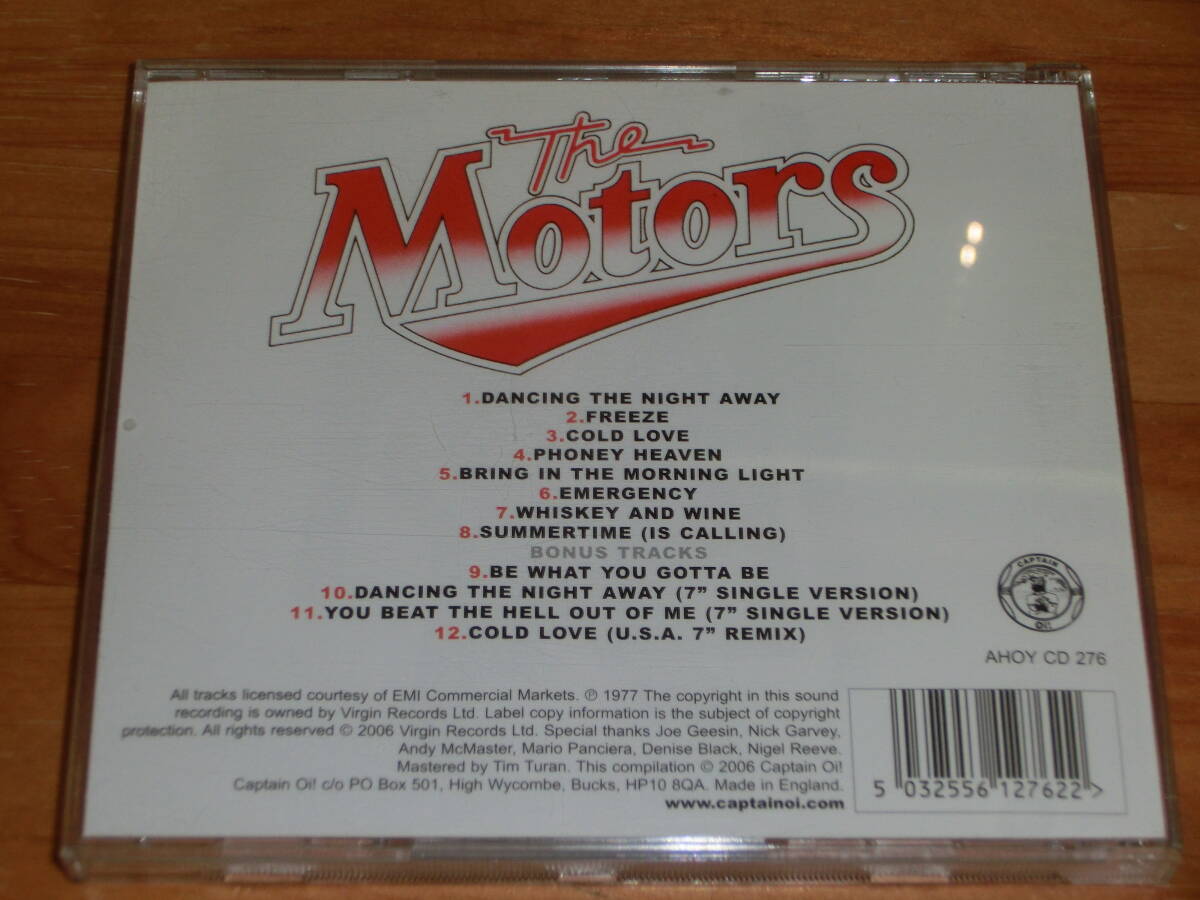 The
Motors
1.DANCING THE NIGHT AWAY
2.FREEZE
3.COLD LOVE
4.PHONEY HEAVEN
5.BRING IN THE MORNING LIGHT
6.EMERGENCY
7.WHISKEY AND WINE
8.SUMMERTIME (IS CALLING)
BONUS TRACKS
9.BE WHAT YOU GOTTA BE
10.DANCING THE NIGHT AWAY (7” SINGLE VERSION)
11.YOU BEAT THE HELL OUT OF ME (7” SINGLE VERSION)
12.COLD LOVE (U.S.A. 7” REMIX)
CAPTAIN
OI!
AHOY CD 276
All tracks licensed courtesy of EMI Commercial Markets. ℗ 1977 The copyright in this sound
recording is owned by Virgin Records Ltd. Label copy information is the subject of copyright
protection. All rights reserved © 2006 Virgin Records Ltd. Special thanks Joe Geesin, Nick Garvey,
Andy McMaster, Mario Panciera, Denise Black, Nigel Reeve.
Mastered by Tim Turan. This compilation © 2006 Captain Oi!
Captain Oi! c/o PO Box 501, High Wycombe, Bucks, HP10 8QA. Made in England.
www.captainoi.com
5 032556 127622 >